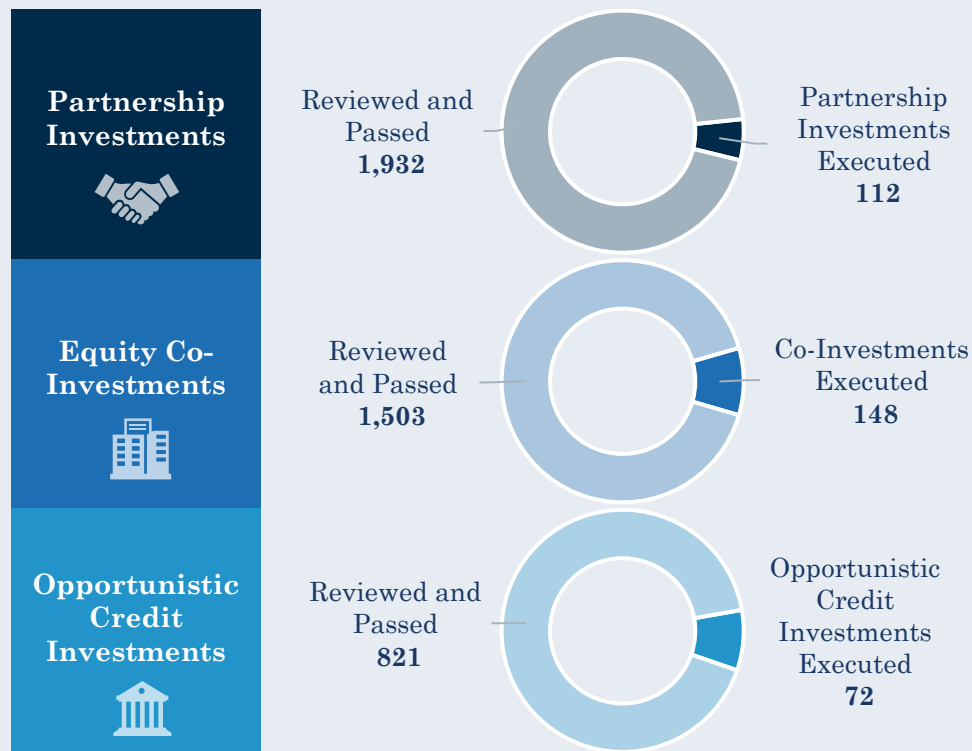 Partnership
Investments
Reviewed and
Passed
1,932
Partnership
Investments
Executed
112
Equity Co-
Investments
Reviewed
and Passed
1,503
Co-Investments
Executed
148
Opportunistic
Credit
Investments
Reviewed and
Passed
821
Opportunistic
Credit
Investments
Executed
72